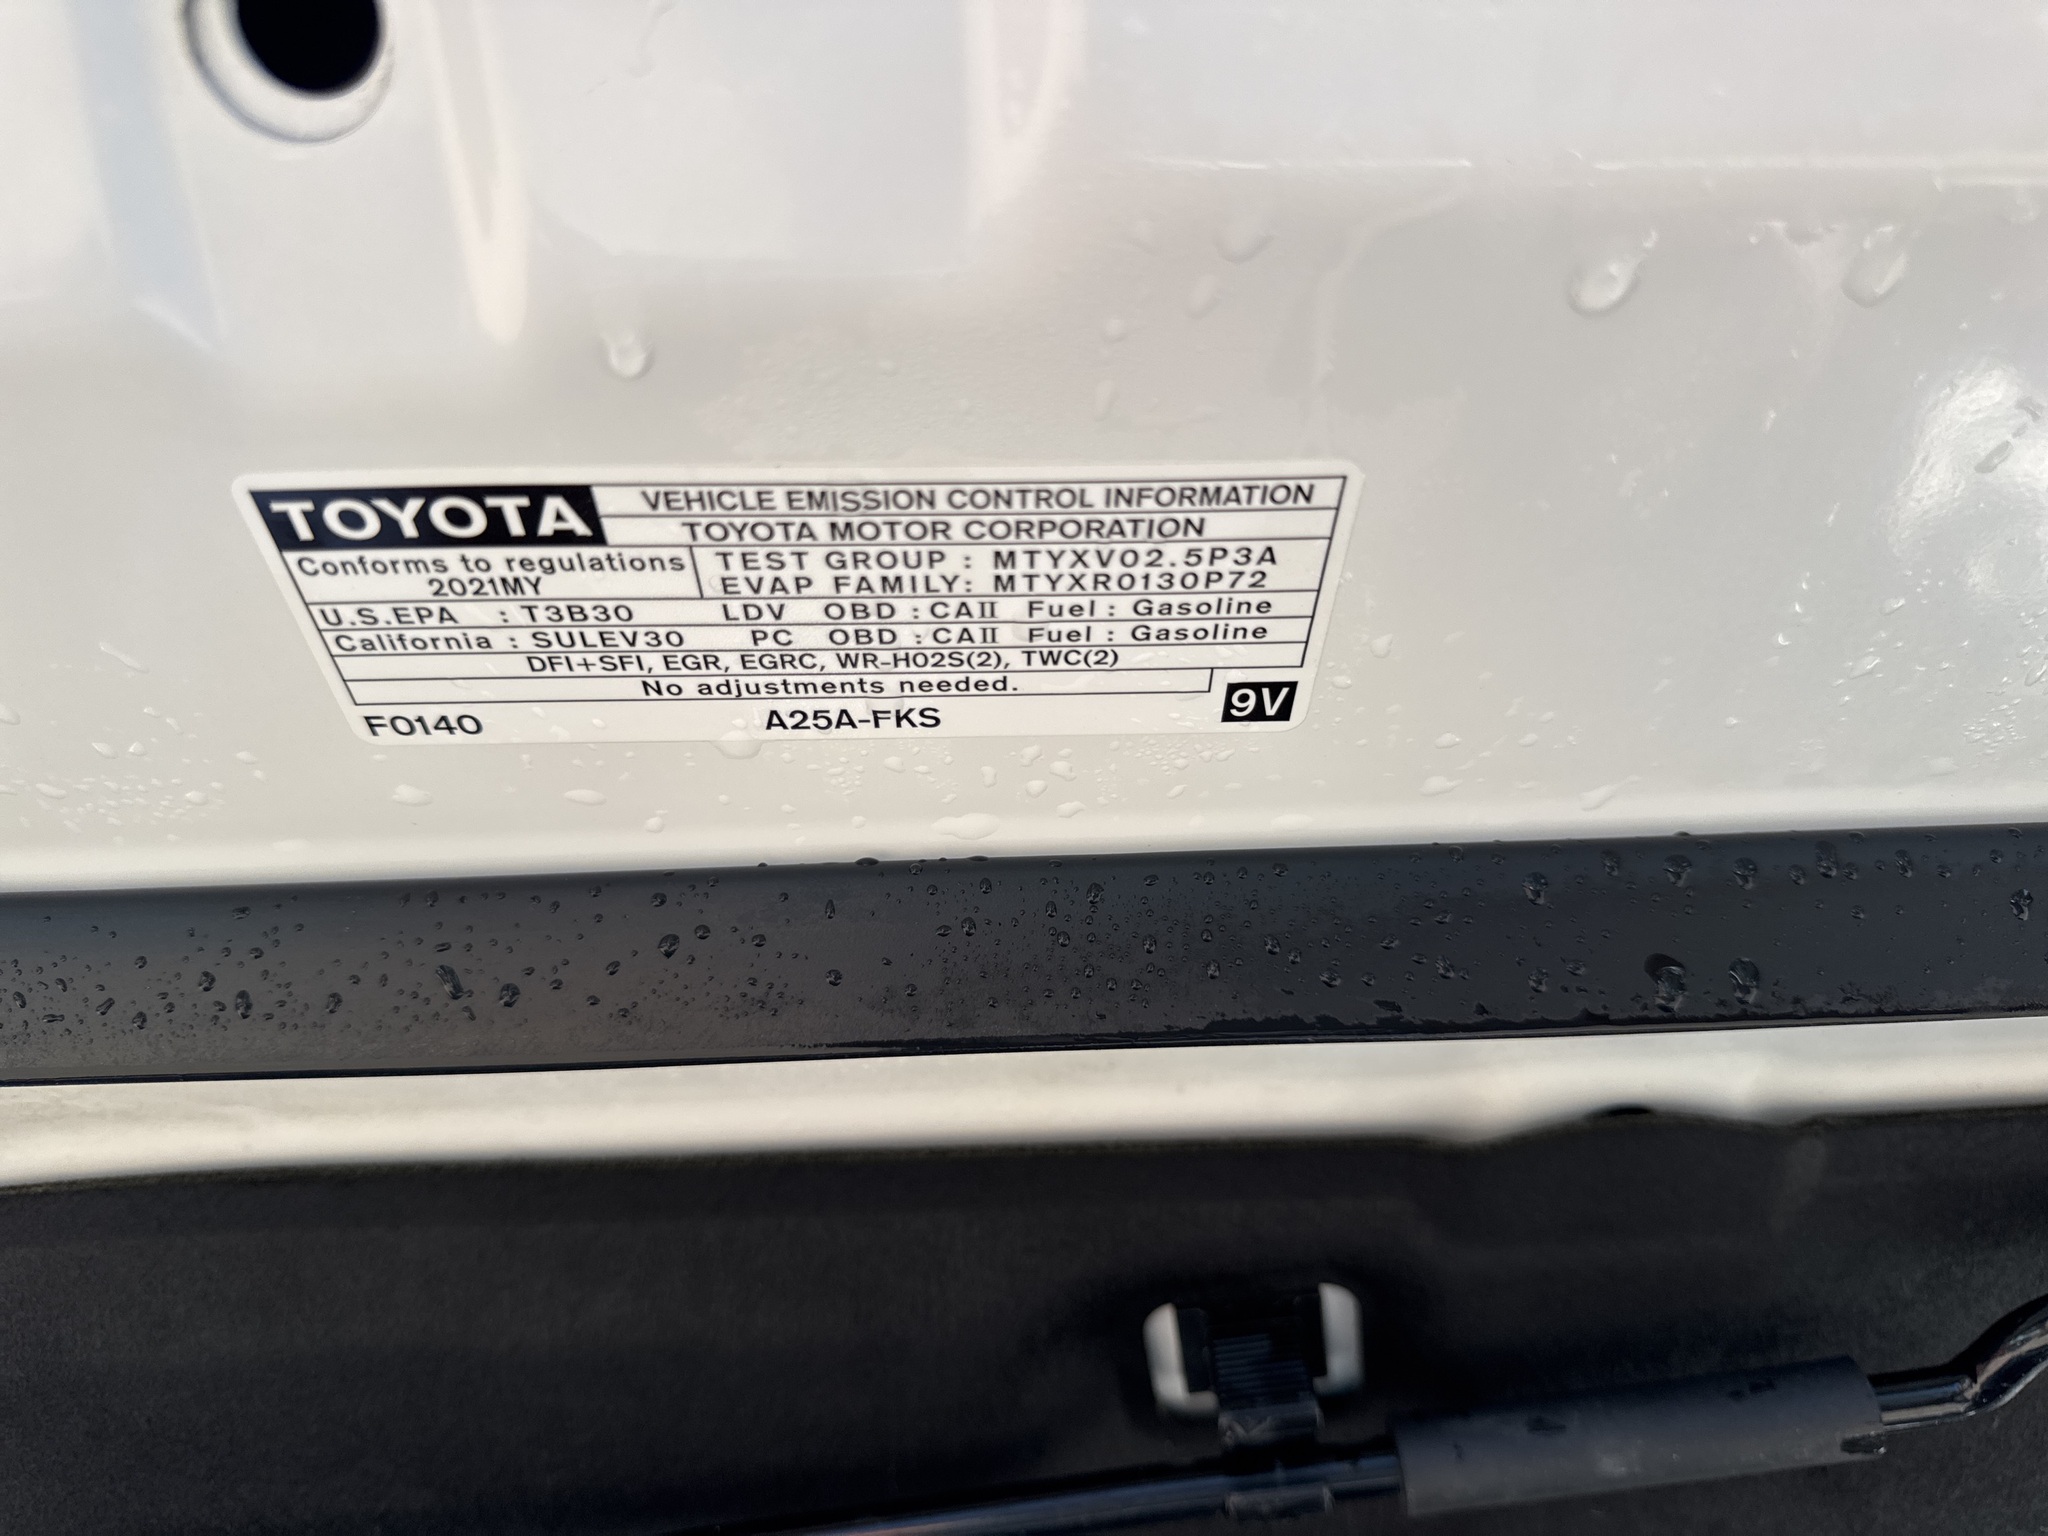 TOYOTA VEHICLE EMISSION CONTROL INFORMATION
TOYOTA MOTOR CORPORATION
Conforms to regulations
2021MY
TEST GROUP : MTYXV02.5P3A
EVAP FAMILY: MTYXR0130P72
U.S.EPA : T3B30 LDV OBD : CAII Fuel : Gasoline
California : SULEV30 PC OBD : CAII Fuel : Gasoline
DFI+SFI, EGR, EGRC, WR-HO2S(2), TWC(2)
No adjustments needed.
F0140 A25A-FKS 9V